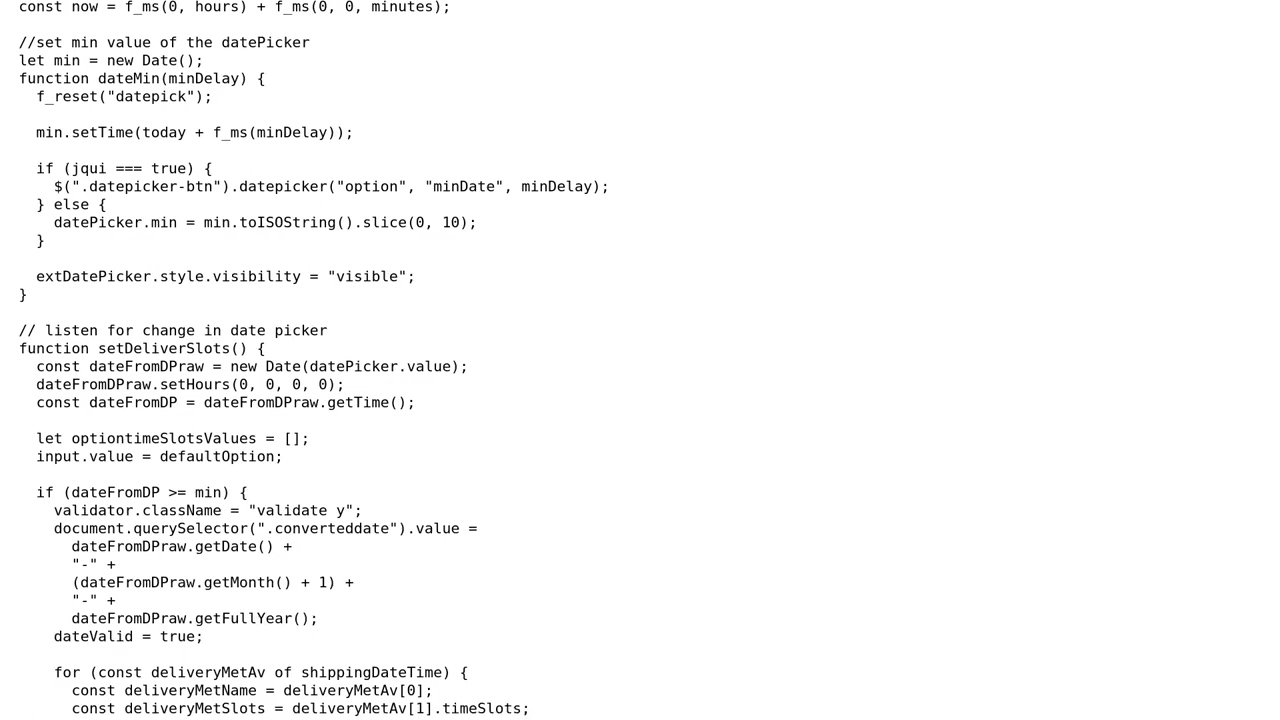 const now = f_ms(0, hours) + f_ms(0, 0, minutes);
//set min value of the datePicker
let min = new Date();
function dateMin(minDelay) {
f_reset("datepick");
min.setTime(today + f_ms(minDelay));
if (jqui === true) {
$(".datepicker-btn").datepicker("option", "minDate", minDelay);
} else {
datePicker.min = min.toISOString().slice(0, 10);
}
extDatePicker.style.visibility = "visible";
}
// listen for change in date picker
function setDeliverSlots() {
const dateFromDPraw = new Date(datePicker.value);
dateFromDPraw.setHours(0, 0, 0, 0);
const dateFromDP = dateFromDPraw.getTime();
let optiontimeSlotsValues = [];
input.value = defaultOption;
if (dateFromDP >= min) {
validator.className = "validate y";
document.querySelector(".converteddate").value =
dateFromDPraw.getDate() +
"-" +
(dateFromDPraw.getMonth() + 1) +
"-" +
dateFromDPraw.getFullYear();
dateValid = true;
for (const deliveryMetAv of shippingDateTime) {
const deliveryMetName = deliveryMetAv[0];
const deliveryMetSlots = deliveryMetAv[1].timeSlots;